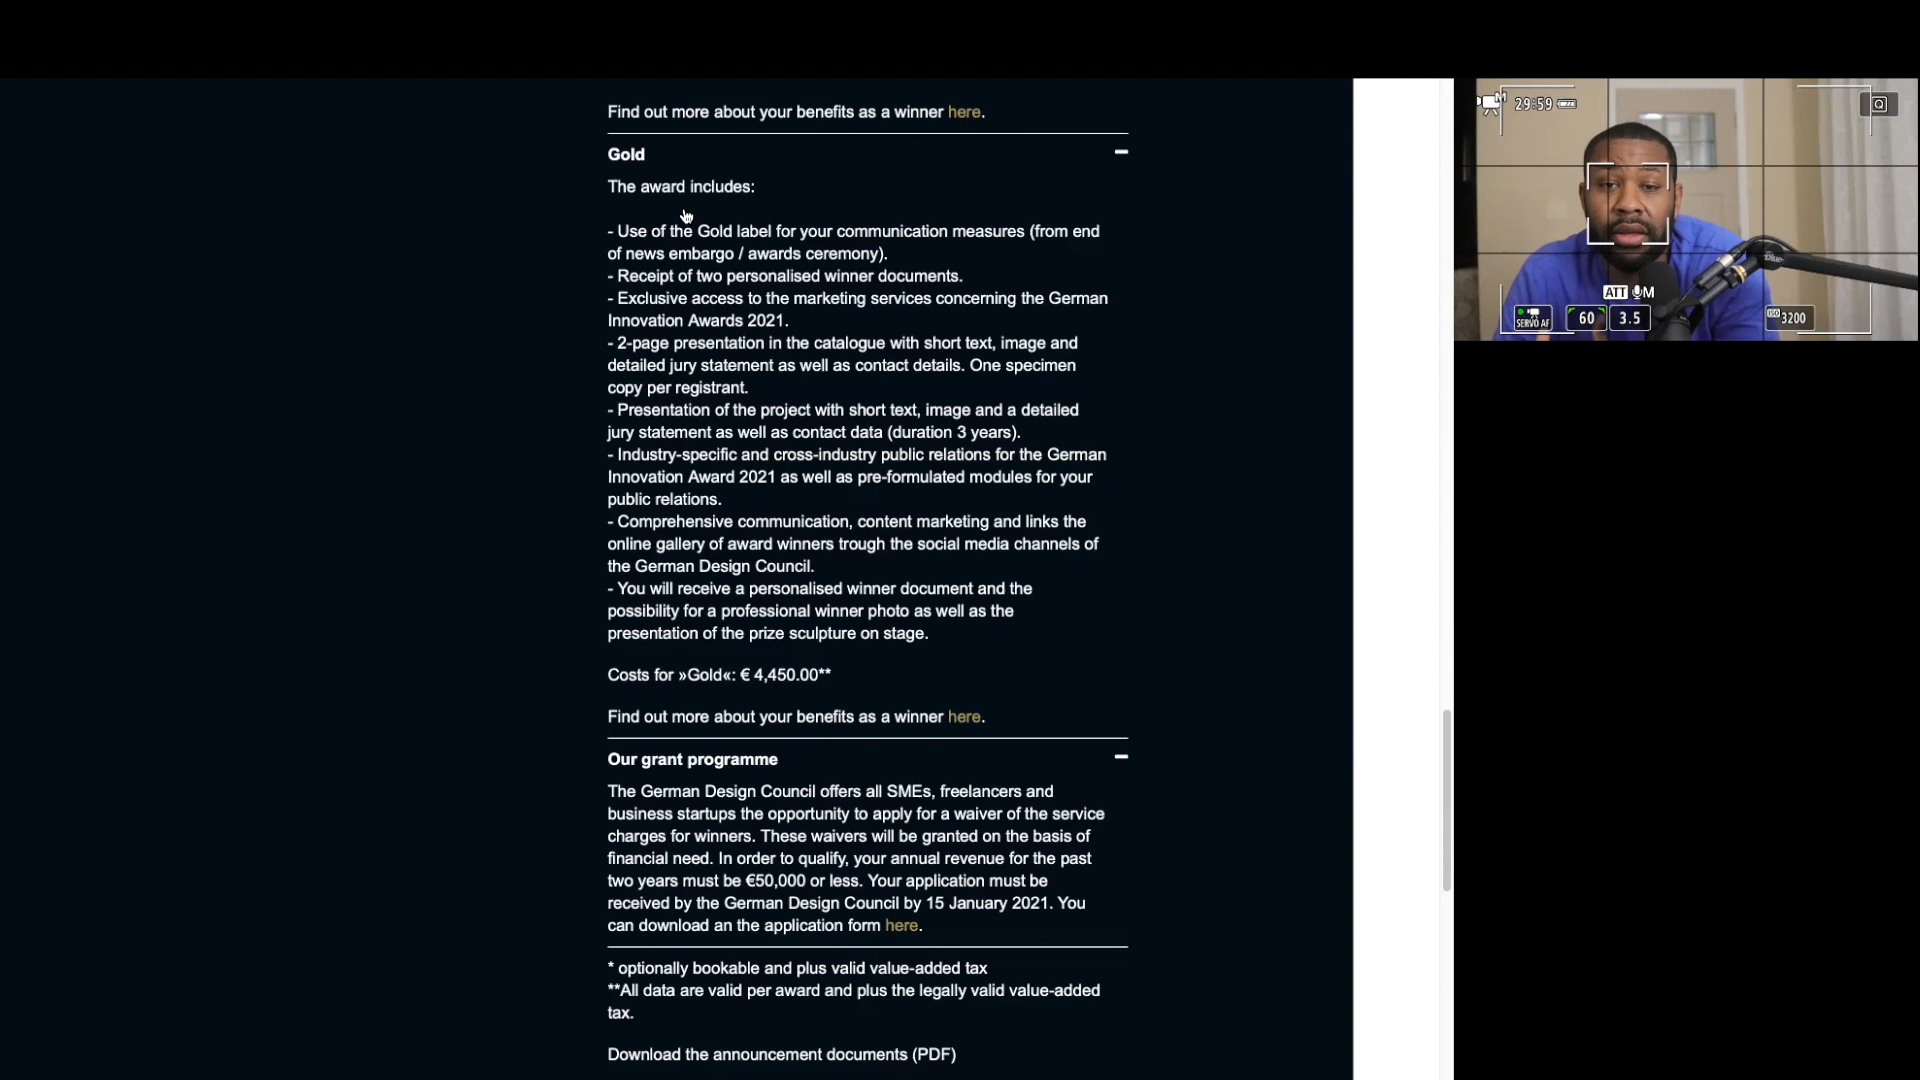 Find out more about your benefits as a winner here.
Gold
The award includes:
- Use of the Gold label for your communication measures (from end
of news embargo / awards ceremony).
- Receipt of two personalised winner documents.
- Exclusive access to the marketing services concerning the German
Innovation Awards 2021.
- 2-page presentation in the catalogue with short text, image and
detailed jury statement as well as contact details. One specimen
copy per registrant.
- Presentation of the project with short text, image and a detailed
jury statement as well as contact data (duration 3 years).
- Industry-specific and cross-industry public relations for the German
Innovation Award 2021 as well as pre-formulated modules for your
public relations.
- Comprehensive communication, content marketing and links the
online gallery of award winners trough the social media channels of
the German Design Council.
- You will receive a personalised winner document and the
possibility for a professional winner photo as well as the
presentation of the prize sculpture on stage.
Costs for »Gold«: € 4,450.00**
Find out more about your benefits as a winner here.
Our grant programme
The German Design Council offers all SMEs, freelancers and
business startups the opportunity to apply for a waiver of the service
charges for winners. These waivers will be granted on the basis of
financial need. In order to qualify, your annual revenue for the past
two years must be €50,000 or less. Your application must be
received by the German Design Council by 15 January 2021. You
can download an the application form here.
* optionally bookable and plus valid value-added tax
**All data are valid per award and plus the legally valid value-added
tax.
Download the announcement documents (PDF)
M 29:59 Q
Blue
ATT M
SERVO AF 60 3.5 ISO 3200